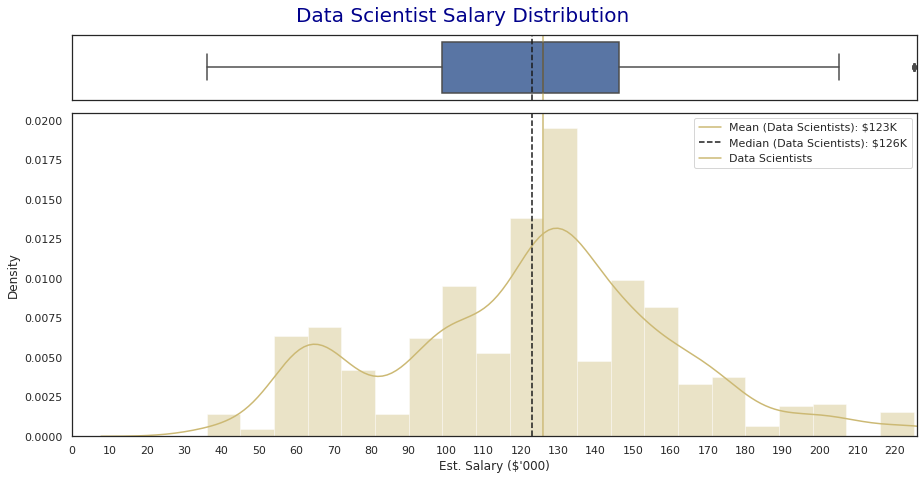 Data Scientist Salary Distribution
Mean (Data Scientists): $123K
Median (Data Scientists): $126K
Data Scientists
0.0200
0.0175
0.0150
0.0125
0.0100
0.0075
0.0050
0.0025
0.0000
Density
0 10 20 30 40 50 60 70 80 90 100 110 120 130 140 150 160 170 180 190 200 210 220
Est. Salary ($'000)